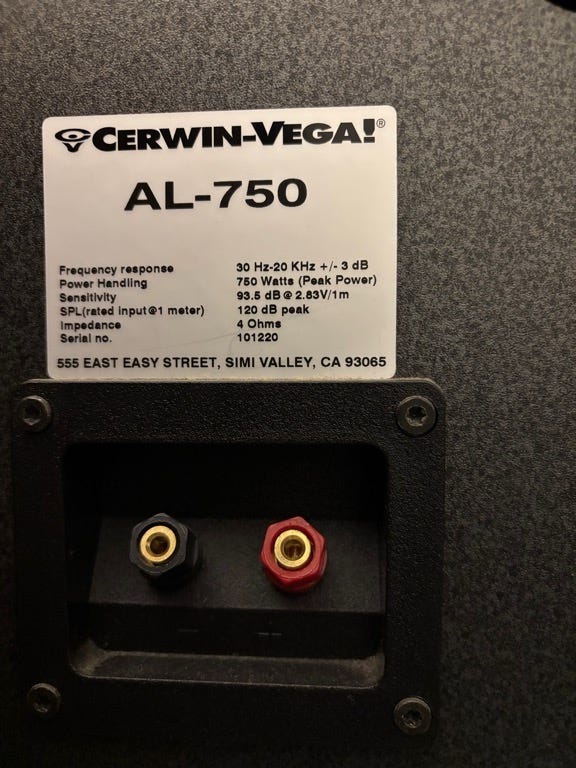 CERWIN-VEGA!®
AL-750
Frequency response 30 Hz-20 KHz +/- 3 dB
Power Handling 750 Watts (Peak Power)
Sensitivity 93.5 dB @ 2.83V/1m
SPL(rated input@1 meter) 120 dB peak
Impedance 4 Ohms
Serial no. 101220
555 EAST EASY STREET, SIMI VALLEY, CA 93065
- +